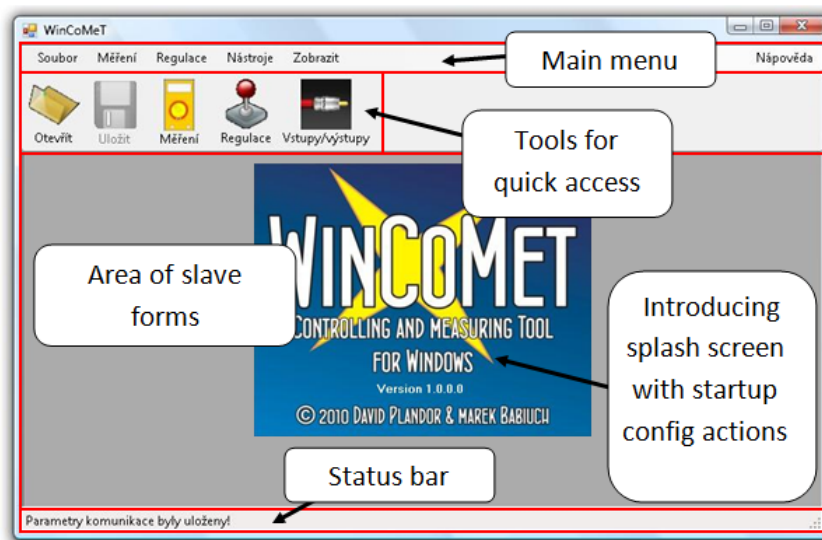 WinCoMeT
Soubor Měření Regulace Nástroje Zobrazit Nápověda
Main menu
Otevřít Uložit Měření Regulace Vstupy/výstupy
Tools for
quick access
WINCOMET
CONTROLLING AND MEASURING TOOL
FOR WINDOWS
Version 1.0.0.0
© 2010 DAVID PLANDOR & MAREK BABIUCH
Area of slave
forms
Introducing
splash screen
with startup
config actions
Status bar
Parametry komunikace byly uloženy!